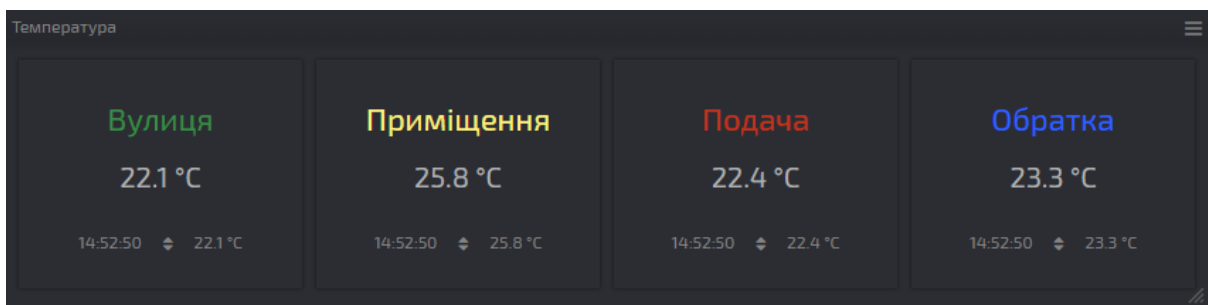 Температура
Вулиця
22.1 °C
14:52:50 22.1 °C
Приміщення
25.8 °C
14:52:50 25.8 °C
Подача
22.4 °C
14:52:50 22.4 °C
Обратка
23.3 °C
14:52:50 23.3 °C